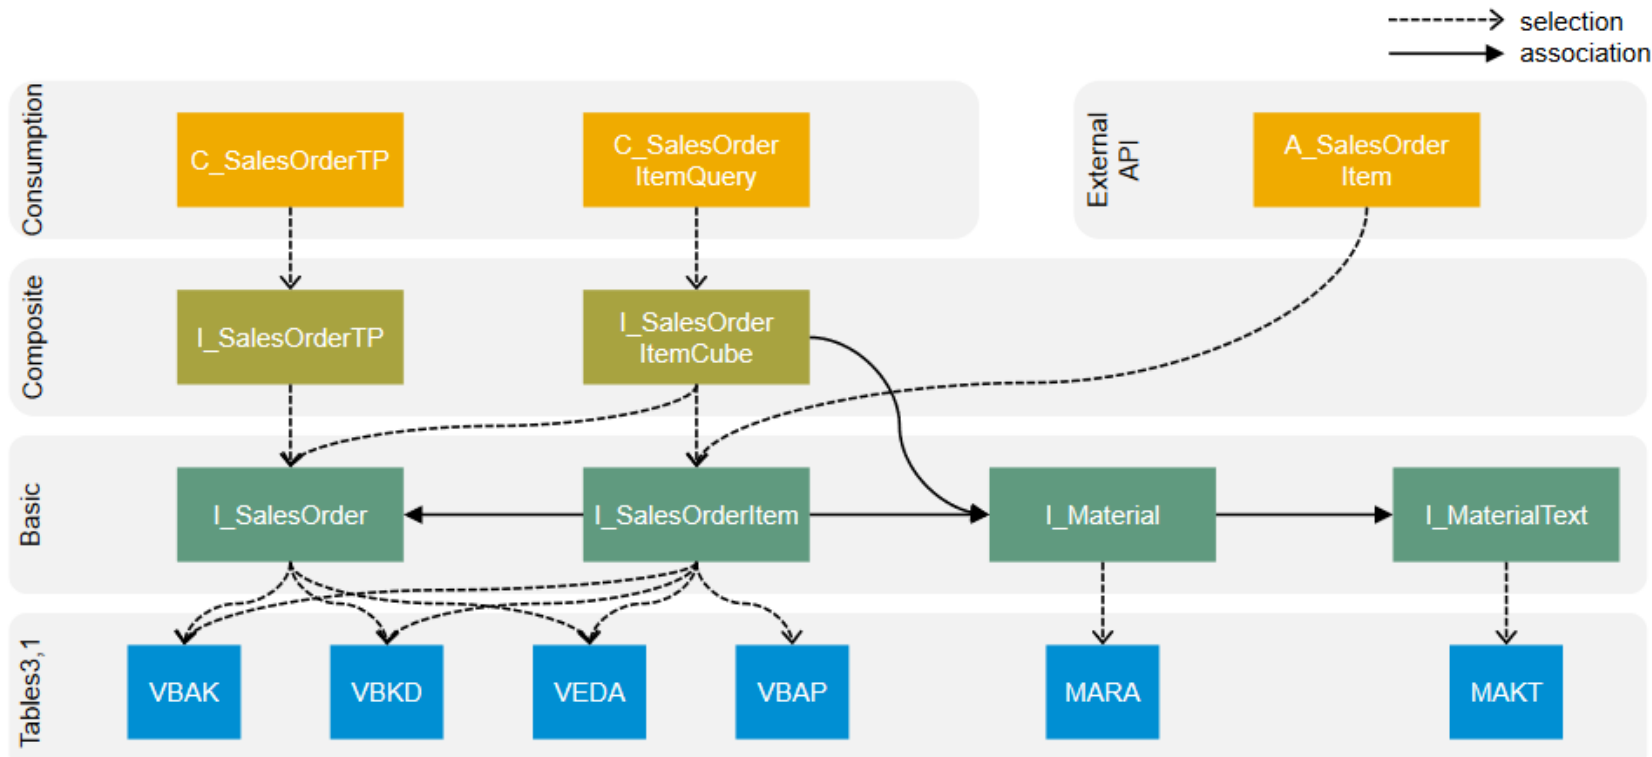 selection
association
Consumption
C_SalesOrderTP
C_SalesOrder
ItemQuery
External
API
A_SalesOrder
Item
Composite
I_SalesOrderTP
I_SalesOrder
ItemCube
Basic
I_SalesOrder
I_SalesOrderItem
I_Material
I_MaterialText
Tables3,1
VBAK
VBKD
VEDA
VBAP
MARA
MAKT